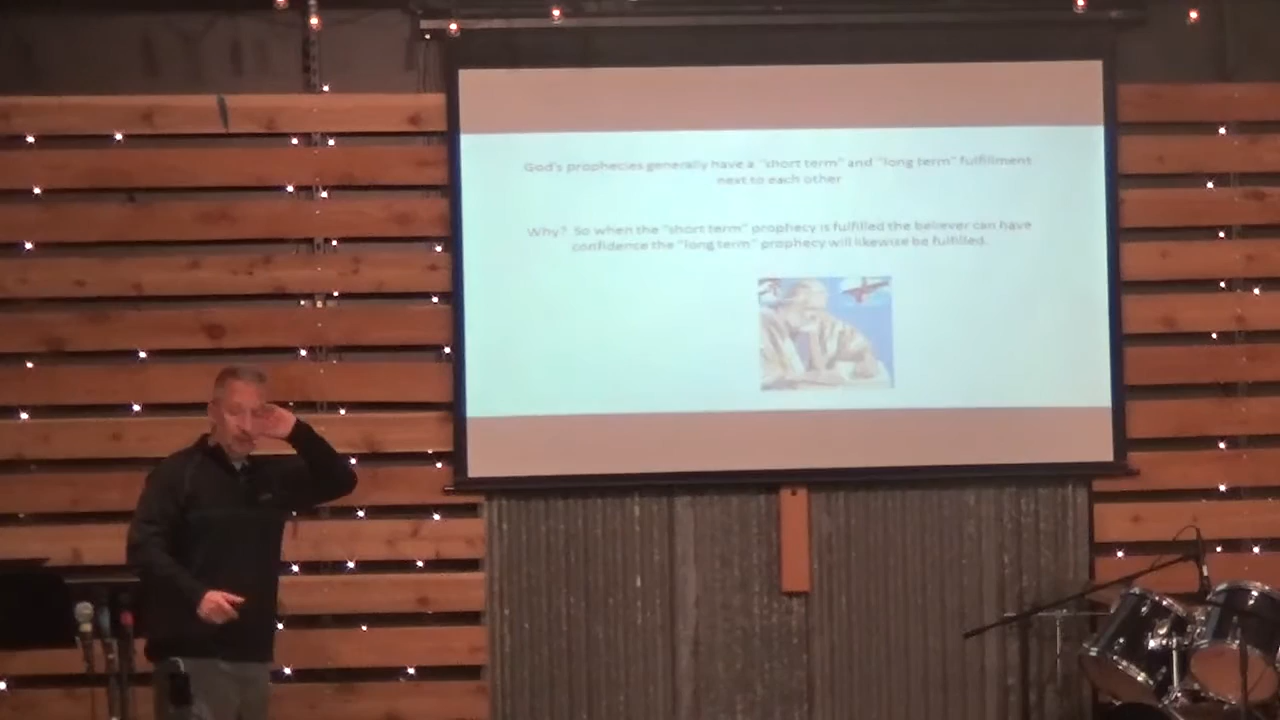 God's prophecies generally have a "short term" and "long term" fulfillment
next to each other
Why? So when the "short term" prophecy is fulfilled the believer can have
confidence the "long term" prophecy will likewise be fulfilled.